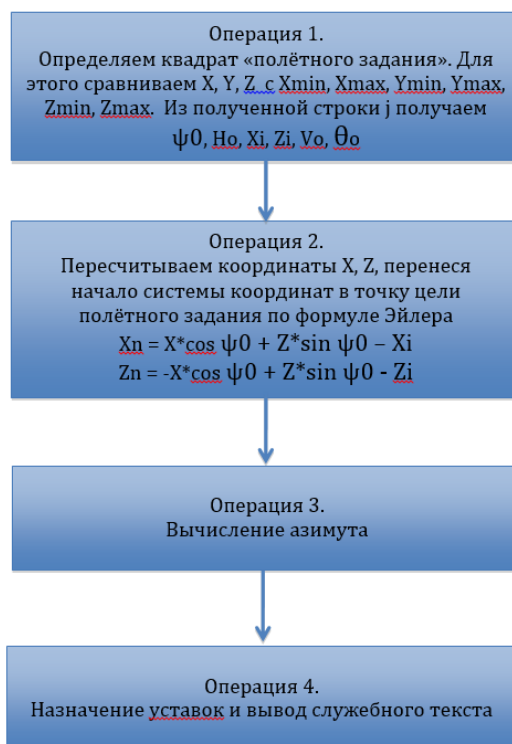 Операция 1.
Определяем квадрат «полётного задания». Для
этого сравниваем X, Y, Z с Xmin, Xmax, Ymin, Ymax,
Zmin, Zmax. Из полученной строки j получаем
ψ0, Ho, Xi, Zi, Vo, θo
Операция 2.
Пересчитываем координаты X, Z, перенеся
начало системы координат в точку цели
полётного задания по формуле Эйлера
Xn = X*cos ψ0 + Z*sin ψ0 – Xi
Zn = -X*cos ψ0 + Z*sin ψ0 - Zi
Операция 3.
Вычисление азимута
Операция 4.
Назначение уставок и вывод служебного текста